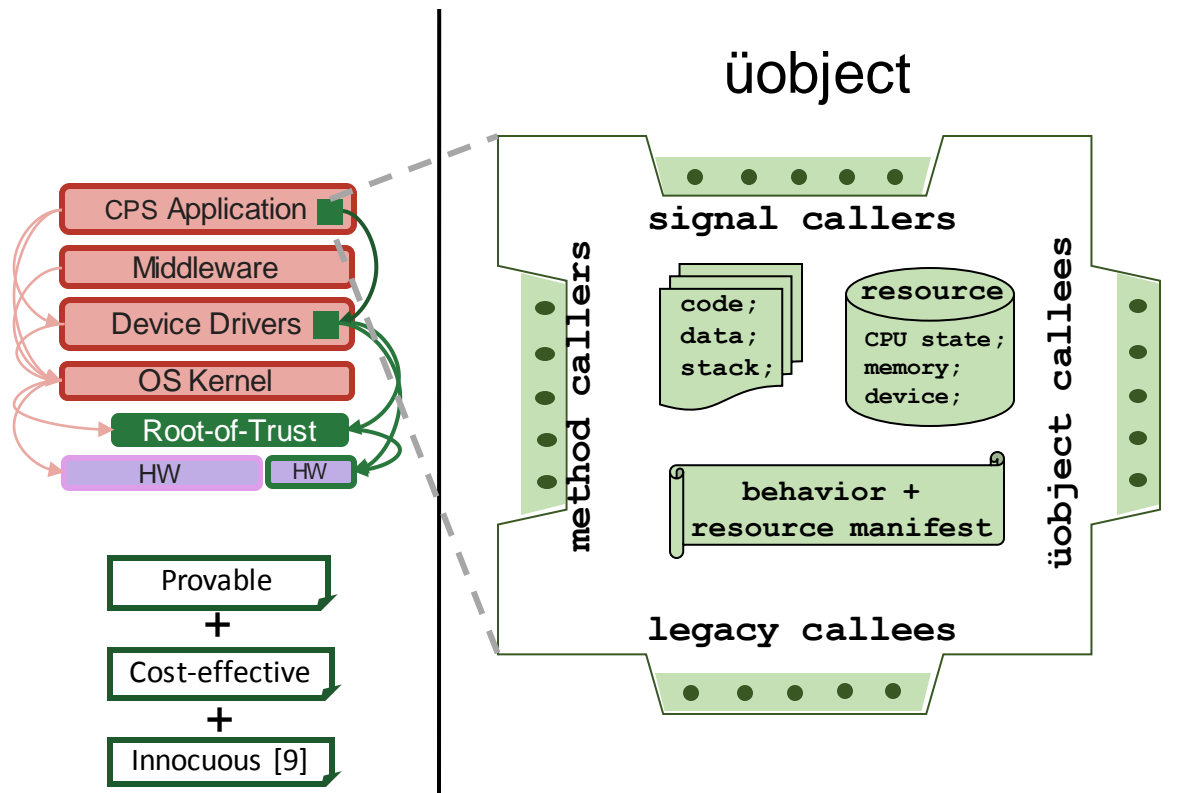 CPS Application
Middleware
Device Drivers
OS Kernel
Root-of-Trust
HW
HW
Provable
+
Cost-effective
+
Innocuous [9]
üobject
signal callers
method callers
code;
data;
stack;
resource
CPU state;
memory;
device;
üobject callees
behavior +
resource manifest
legacy callees